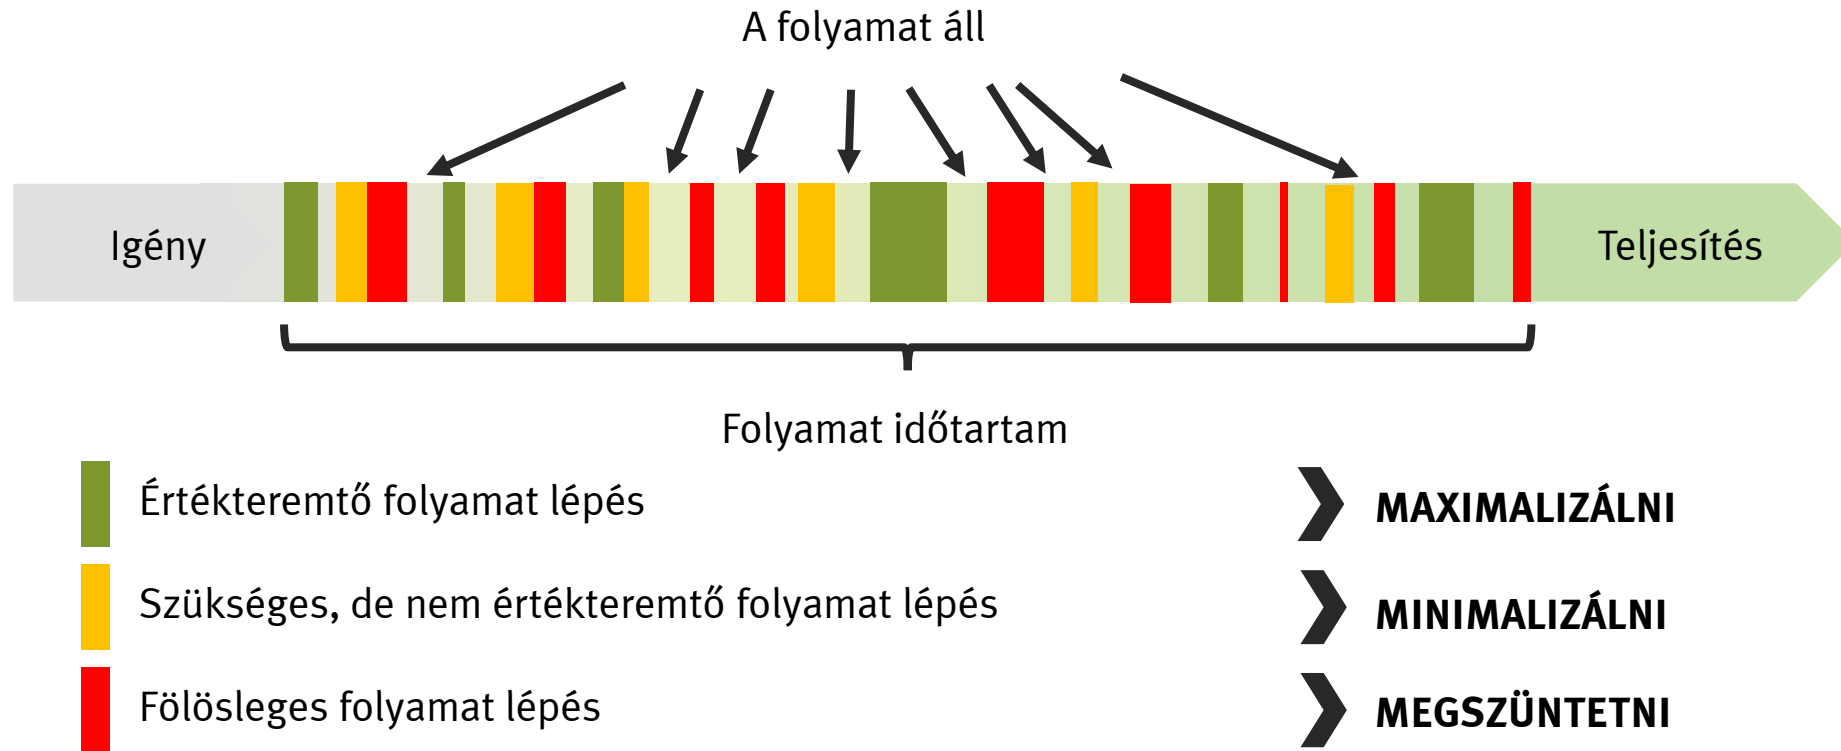 A folyamat áll
Igény
Teljesítés
Folyamat időtartam
Értékteremtő folyamat lépés
MAXIMALIZÁLNI
Szükséges, de nem értékteremtő folyamat lépés
MINIMALIZÁLNI
Fölösleges folyamat lépés
MEGSZÜNTETNI